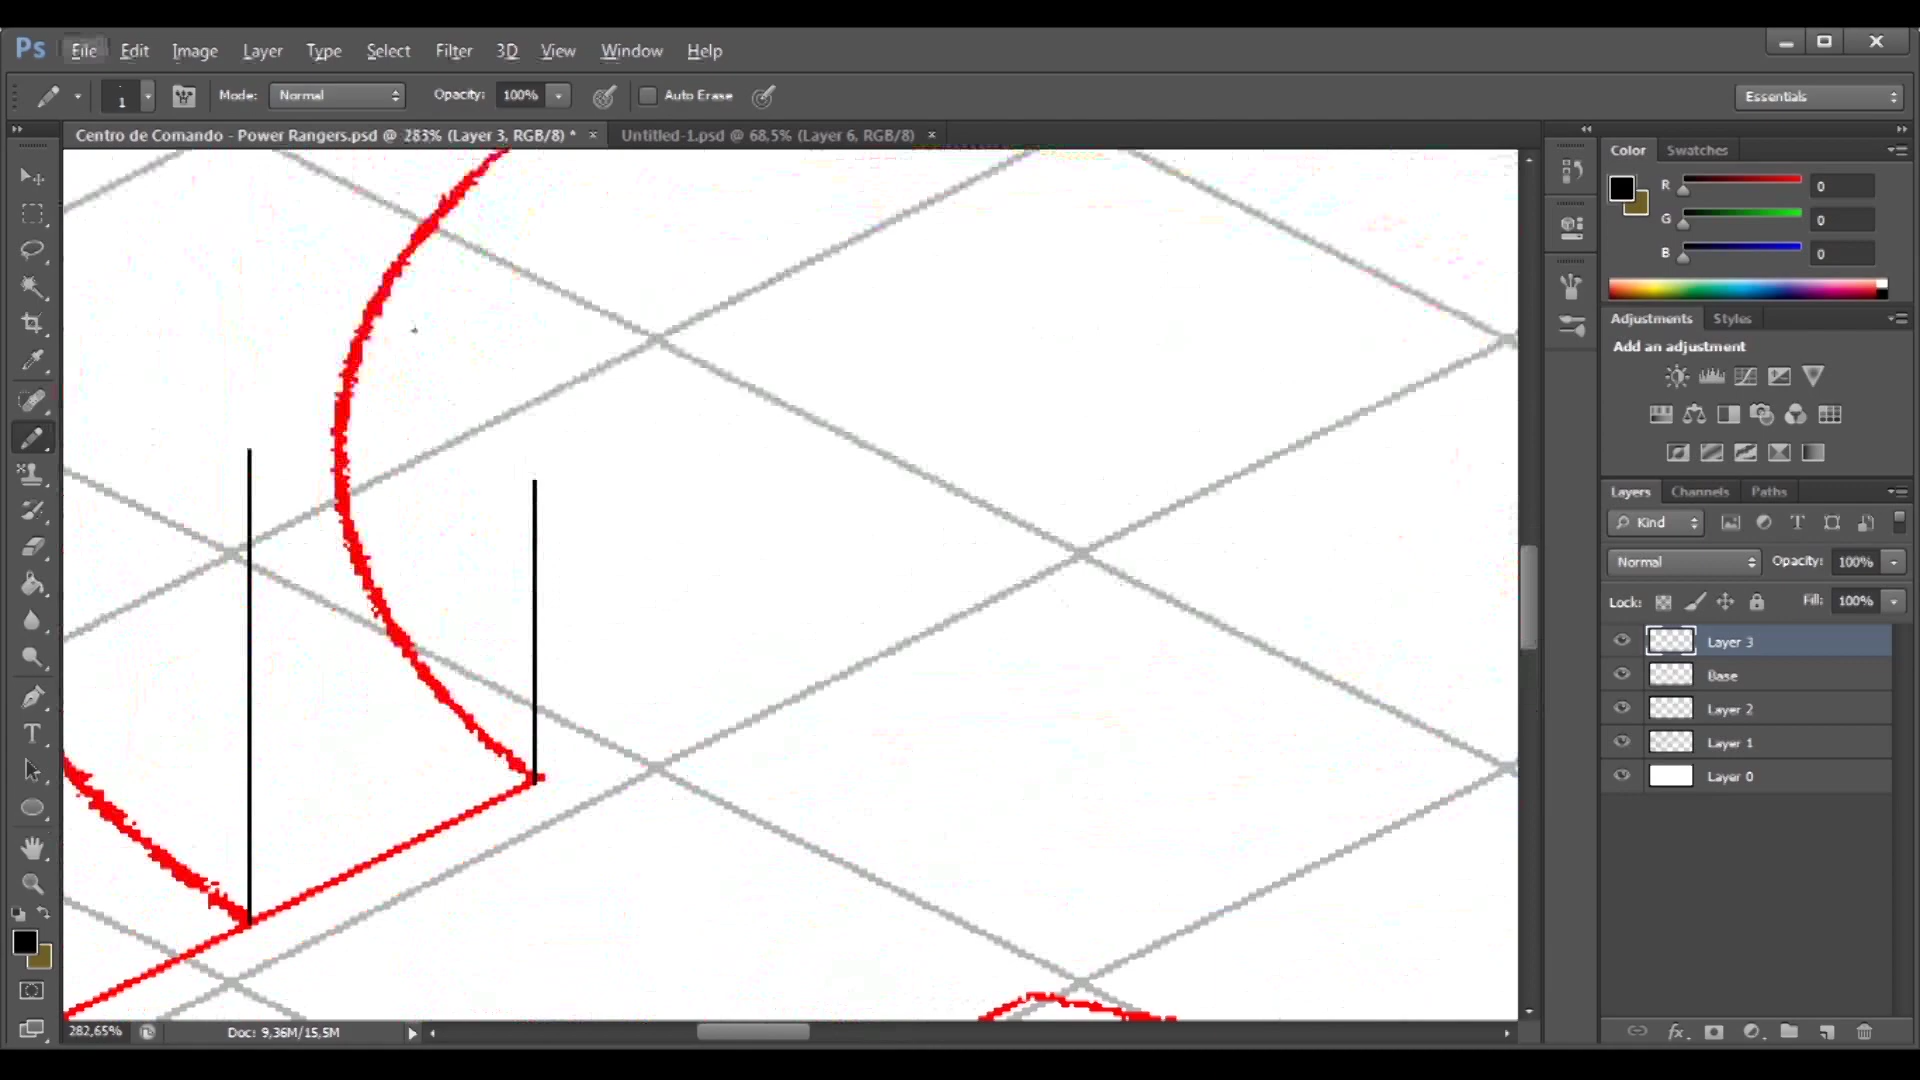 Ps File Edit Image Layer Type Select Filter 3D View Window Help
1 Mode: Normal Opacity: 100% Auto Erase Essentials
Centro de Comando - Power Rangers.psd @ 283% (Layer 3, RGB/8) * × Untitled-1.psd @ 68,5% (Layer 6, RGB/8) ×
Color Swatches
R 0
G 0
B 0
Adjustments Styles
Add an adjustment
Layers Channels Paths
Kind
Normal Opacity: 100%
Lock: Fill: 100%
Layer 3
Base
Layer 2
Layer 1
Layer 0
282,65% Doc: 9,36M/15,5M